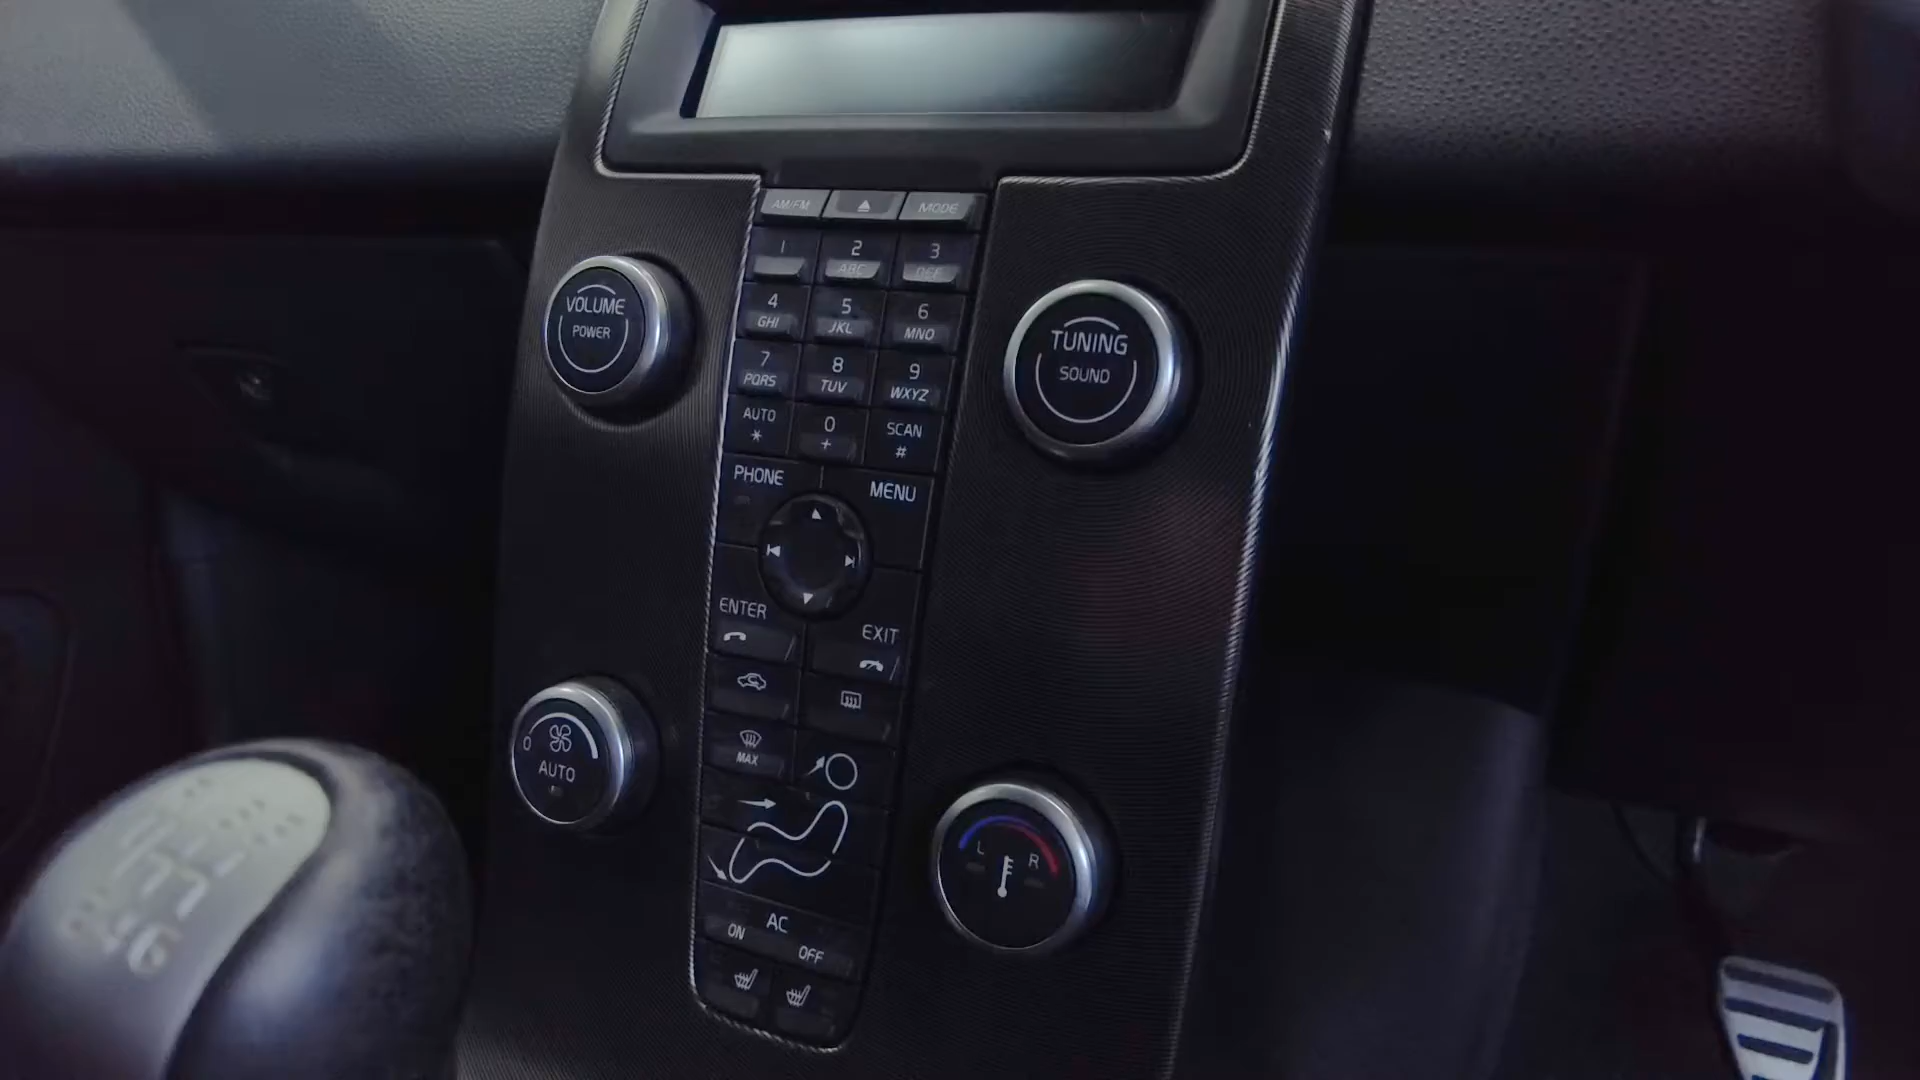 AM/FM
MODE
1
2
3
ABC
DEF
VOLUME
POWER
4
5
6
GHI
JKL
MNO
TUNING
SOUND
7
8
9
PQRS
TUV
WXYZ
AUTO
0
SCAN
*
+
#
PHONE
MENU
ENTER
EXIT
0
AUTO
MAX
L
R
AC
ON
OFF
6